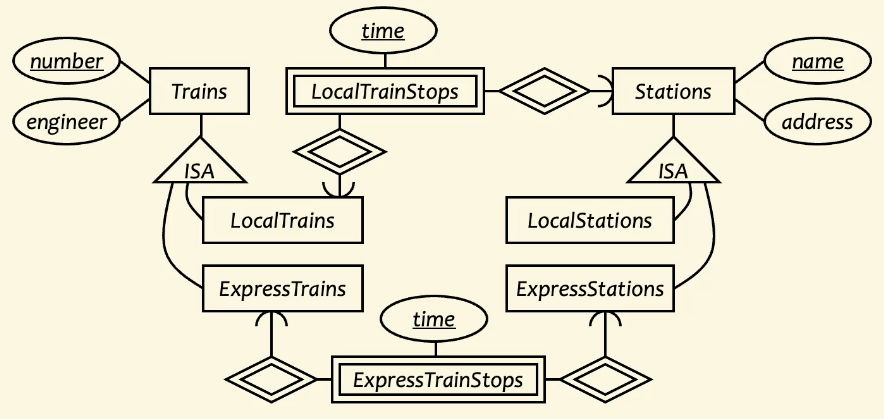 time
number
Trains
LocalTrainStops
Stations
name
engineer
address
ISA
ISA
LocalTrains
LocalStations
ExpressTrains
ExpressStations
time
ExpressTrainStops